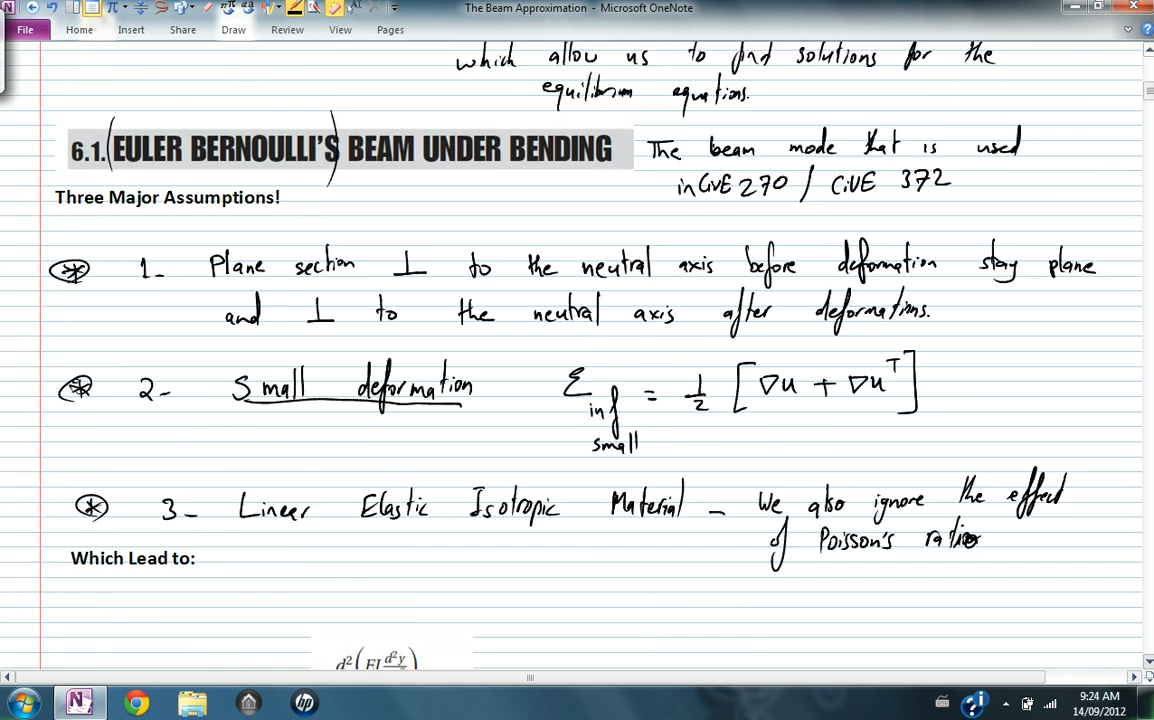 The Beam Approximation - Microsoft OneNote
File Home Insert Share Draw Review View Pages
which allow us to find solutions for the
equilibrium equations.
6.1. (EULER BERNOULLI'S) BEAM UNDER BENDING
The beam mode that is used
in CivE 270 / CiVE 372
Three Major Assumptions!
1- Plane section ⊥ to the neutral axis before deformation stay plane
and ⊥ to the neutral axis after deformations.
2- Small deformation ε inf small = 1/2 [∇u + ∇u^T]
3- Linear Elastic Isotropic Material - We also ignore the effect
of Poisson's ratio
Which Lead to:
9:24 AM
14/09/2012